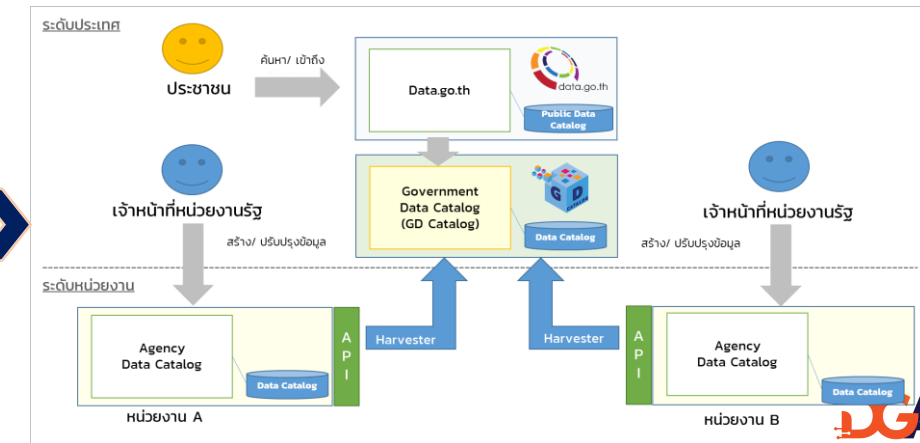 ระดับประเทศ
ประชาชน
ค้นหา/ เข้าถึง
Data.go.th
data.go.th
Public Data
Catalog
เจ้าหน้าที่หน่วยงานรัฐ
สร้าง/ ปรับปรุงข้อมูล
Government
Data Catalog
(GD Catalog)
GD
CATALOG
Data Catalog
เจ้าหน้าที่หน่วยงานรัฐ
สร้าง/ ปรับปรุงข้อมูล
ระดับหน่วยงาน
Agency
Data Catalog
Data Catalog
API
Harvester
หน่วยงาน A
Harvester
API
Agency
Data Catalog
Data Catalog
หน่วยงาน B